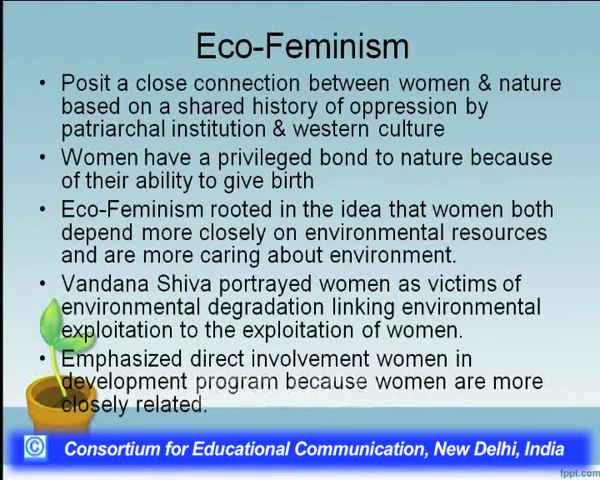 Eco-Feminism
• Posit a close connection between women & nature
based on a shared history of oppression by
patriarchal institution & western culture
• Women have a privileged bond to nature because
of their ability to give birth
• Eco-Feminism rooted in the idea that women both
depend more closely on environmental resources
and are more caring about environment.
• Vandana Shiva portrayed women as victims of
environmental degradation linking environmental
exploitation to the exploitation of women.
• Emphasized direct involvement women in
development program because women are more
closely related.
© Consortium for Educational Communication, New Delhi, India
fppt.com